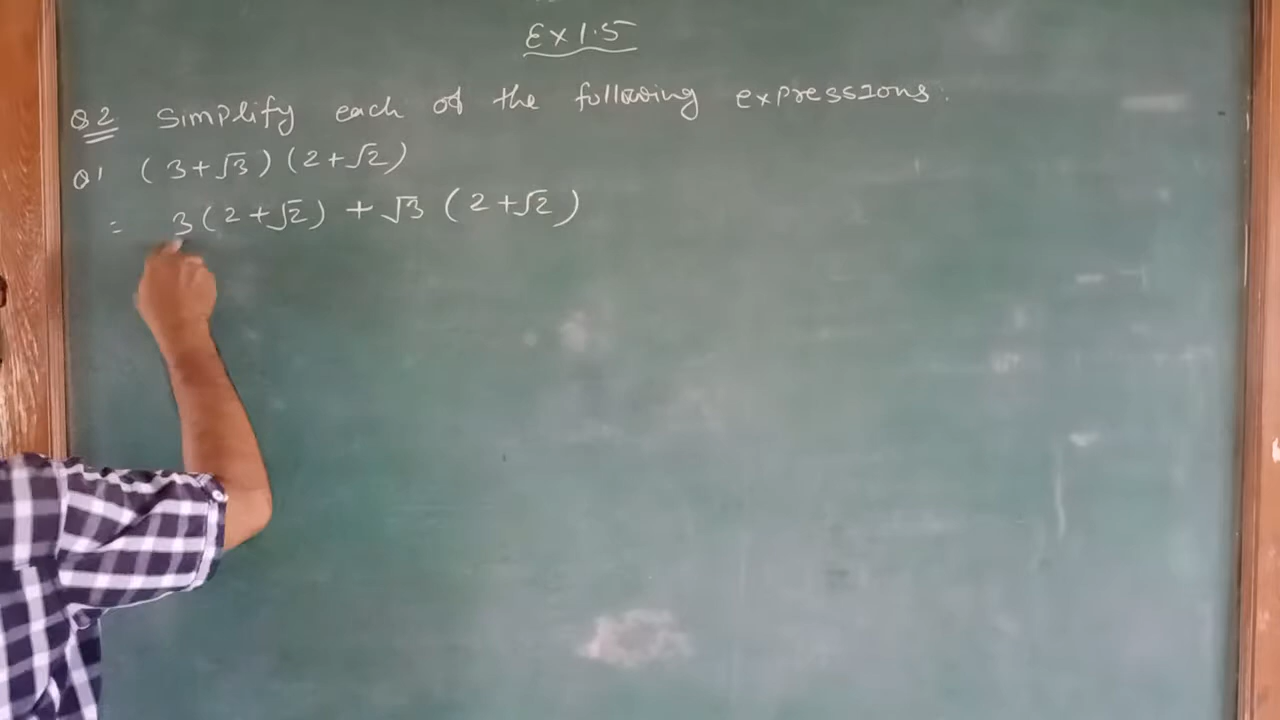 Ex 1.5
Q2 Simplify each of the following expressions.
Q1 (3+√3)(2+√2)
= 3(2+√2) + √3 (2+√2)